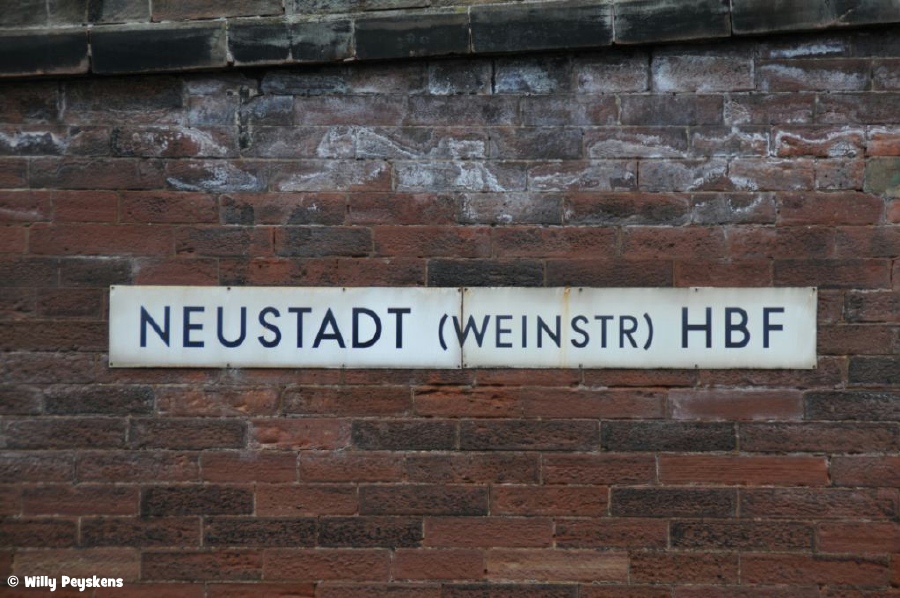 NEUSTADT (WEINSTR) HBF
© Willy Peyskens